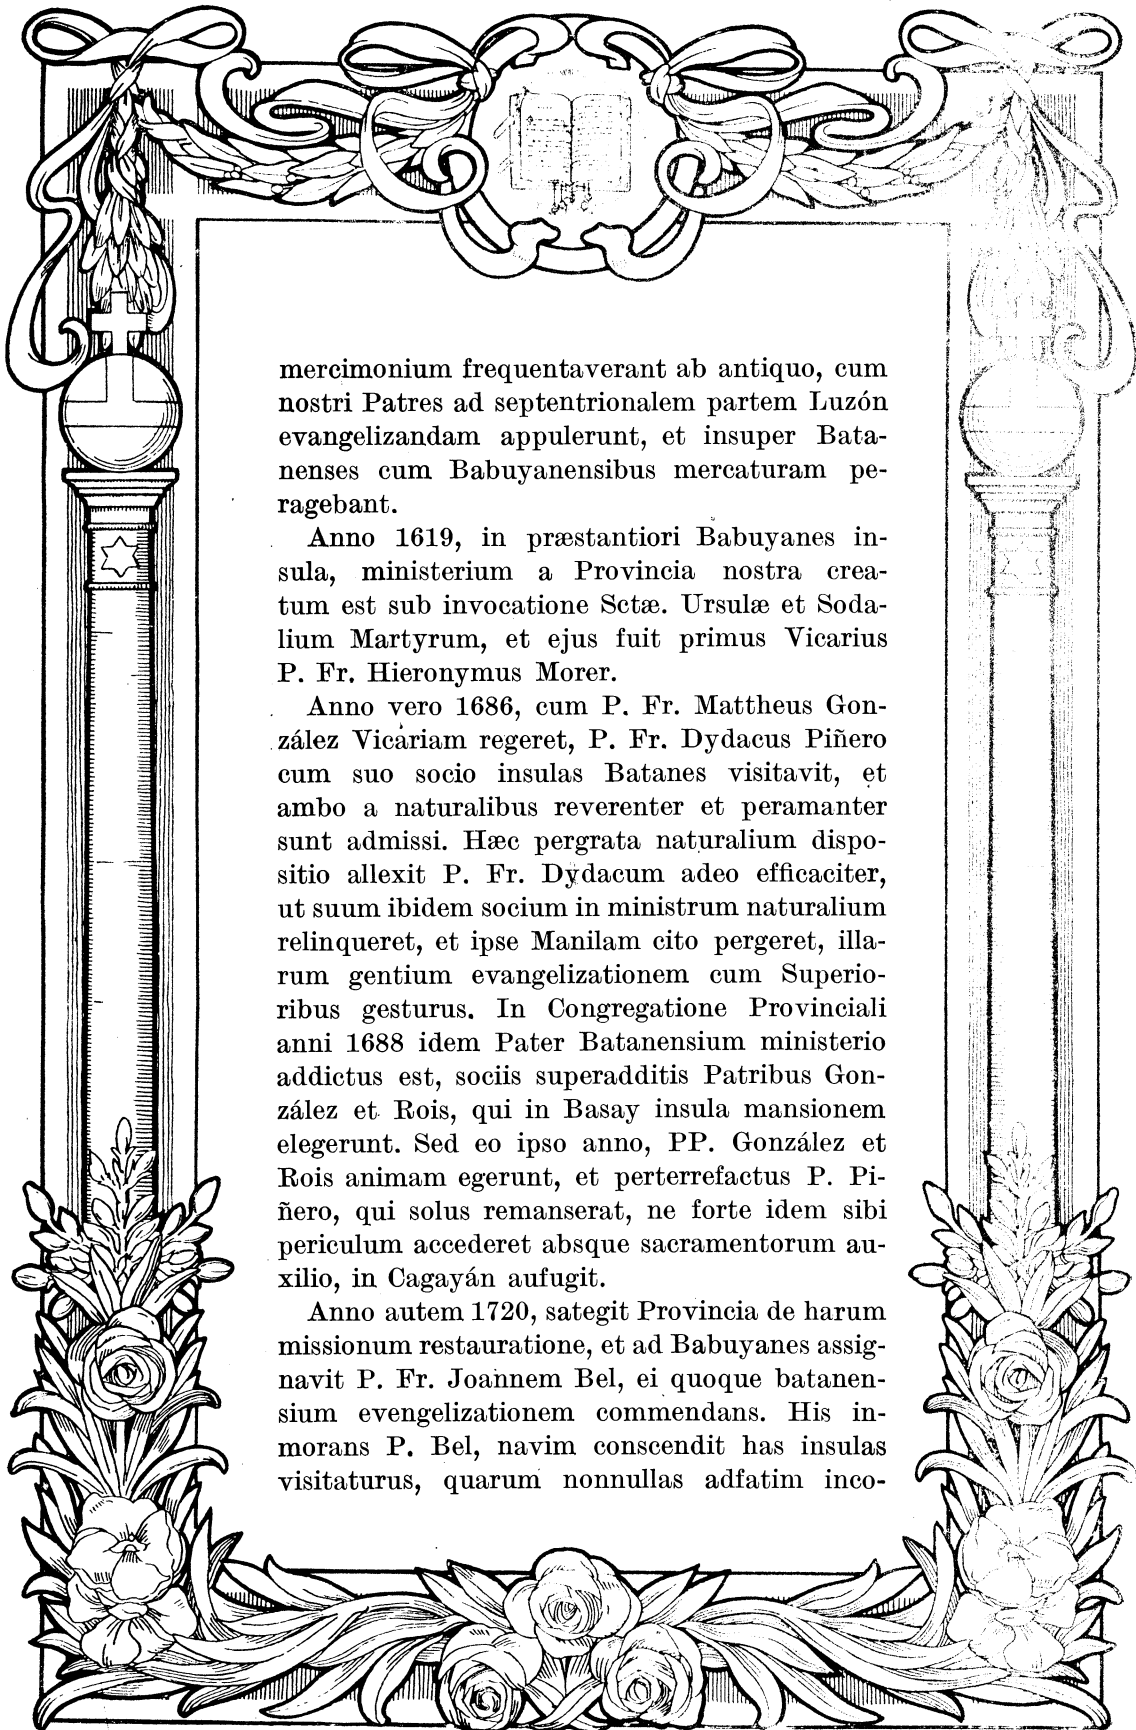 mercimonium frequentaverant ab antiquo, cum
nostri Patres ad septentrionalem partem Luzón
evangelizandam appulerunt, et insuper Bata-
nenses cum Babuyanensibus mercaturam pe-
ragebant.
Anno 1619, in præstantiori Babuyanes in-
sula, ministerium a Provincia nostra crea-
tum est sub invocatione Sctæ. Ursulæ et Soda-
lium Martyrum, et ejus fuit primus Vicarius
P. Fr. Hieronymus Morer.
Anno vero 1686, cum P. Fr. Mattheus Gon-
zález Vicariam regeret, P. Fr. Dydacus Piñero
cum suo socio insulas Batanes visitavit, et
ambo a naturalibus reverenter et peramanter
sunt admissi. Hæc pergrata naturalium dispo-
sitio allexit P. Fr. Dydacum adeo efficaciter,
ut suum ibidem socium in ministrum naturalium
relinqueret, et ipse Manilam cito pergeret, illa-
rum gentium evangelizationem cum Superio-
ribus gesturus. In Congregatione Provinciali
anni 1688 idem Pater Batanensium ministerio
addictus est, sociis superadditis Patribus Gon-
zález et Rois, qui in Basay insula mansionem
elegerunt. Sed eo ipso anno, PP. González et
Rois animam egerunt, et perterrefactus P. Pi-
ñero, qui solus remanserat, ne forte idem sibi
periculum accederet absque sacramentorum au-
xilio, in Cagayán aufugit.
Anno autem 1720, sategit Provincia de harum
missionum restauratione, et ad Babuyanes assig-
navit P. Fr. Joannem Bel, ei quoque batanen-
sium evengelizationem commendans. His in-
morans P. Bel, navim conscendit has insulas
visitaturus, quarum nonnullas adfatim inco-